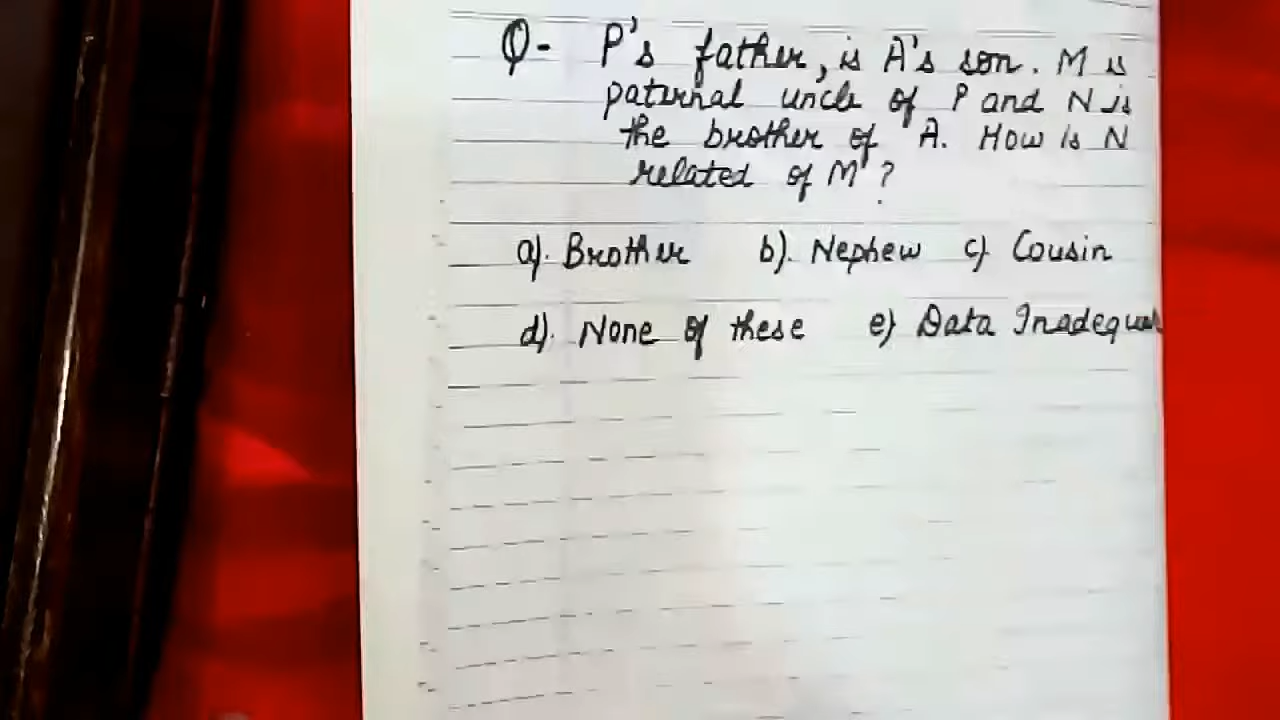 Q- P's father, is A's son. M is
paternal uncle of P and N is
the brother of A. How is N
related of M ?
a). Brother b). Nephew c). Cousin
d). None of these e) Data Inadequat